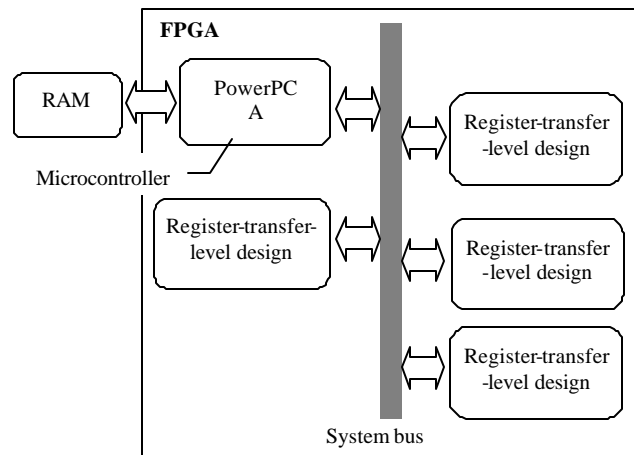 FPGA
RAM
PowerPC
A
Microcontroller
Register-transfer
-level design
Register-transfer-
level design
Register-transfer
-level design
Register-transfer
-level design
System bus